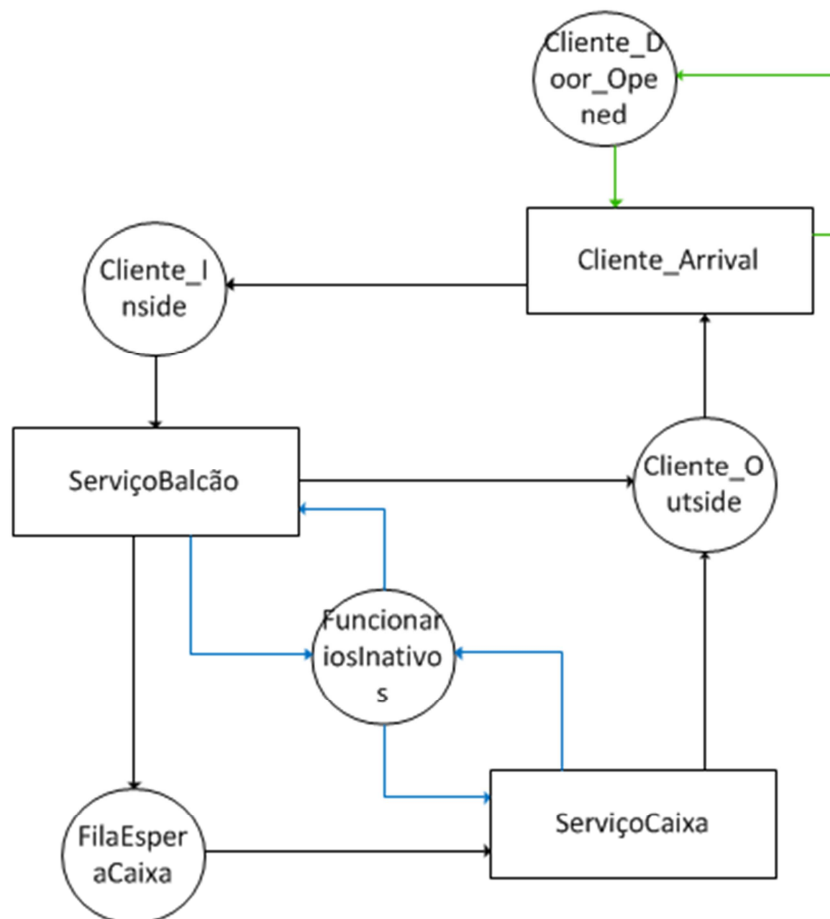 Cliente_D
oor_Ope
ned
Cliente_Arrival
Cliente_I
nside
ServiçoBalcão
Cliente_O
utside
Funcionar
iosInativo
s
ServiçoCaixa
FilaEsper
aCaixa